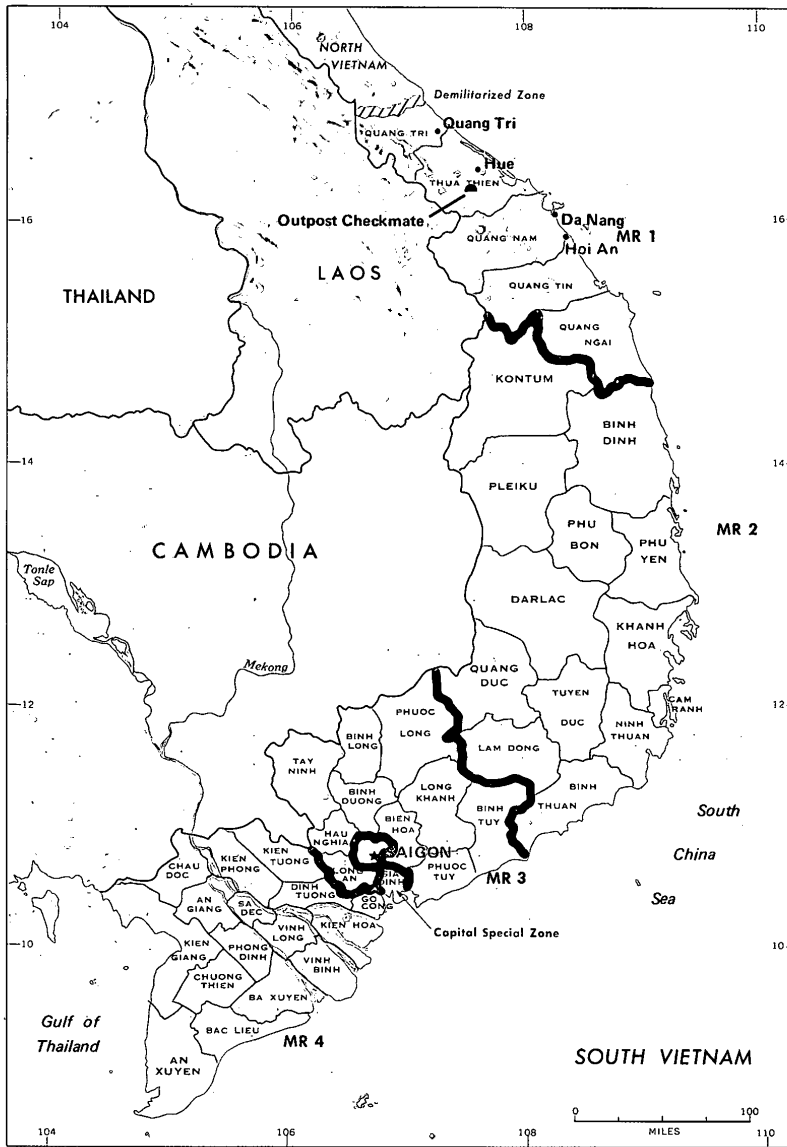 104
106
108
110
NORTH
VIETNAM
Demilitarized Zone
QUANG TRI
Quang Tri
Hue
THUA THIEN
16
Outpost Checkmate
Da Nang
16
MR 1
QUANG NAM
Hoi An
LAOS
THAILAND
QUANG TIN
QUANG
NGAI
KONTUM
BINH
DINH
14
14
PLEIKU
PHU
BON
MR 2
PHU
YEN
CAMBODIA
Tonle
Sap
DARLAC
KHANH
HOA
Mekong
QUANG
DUC
12
12
TUYEN
DUC
CAM
RANH
NINH
THUAN
PHUOC
LONG
BINH
LONG
LAM DONG
TAY
NINH
BINH
DUONG
LONG
KHANH
BINH
TUY
BINH
THUAN
BIEN
HOA
HAU
NGHIA
South
China
Sea
SAIGON
KIEN
TUONG
KIEN
PHONG
CHAU
DOC
LONG
AN
GIA
DINH
PHUOC
TUY
MR 3
DINH
TUONG
GO
CONG
AN
GIANG
SA
DEC
VINH
LONG
KIEN HOA
Capital Special Zone
10
10
KIEN
GIANG
PHONG
DINH
VINH
BINH
CHUONG
THIEN
BA XUYEN
Gulf of
Thailand
BAC LIEU
MR 4
AN
XUYEN
SOUTH VIETNAM
0
100
MILES
104
106
108
110